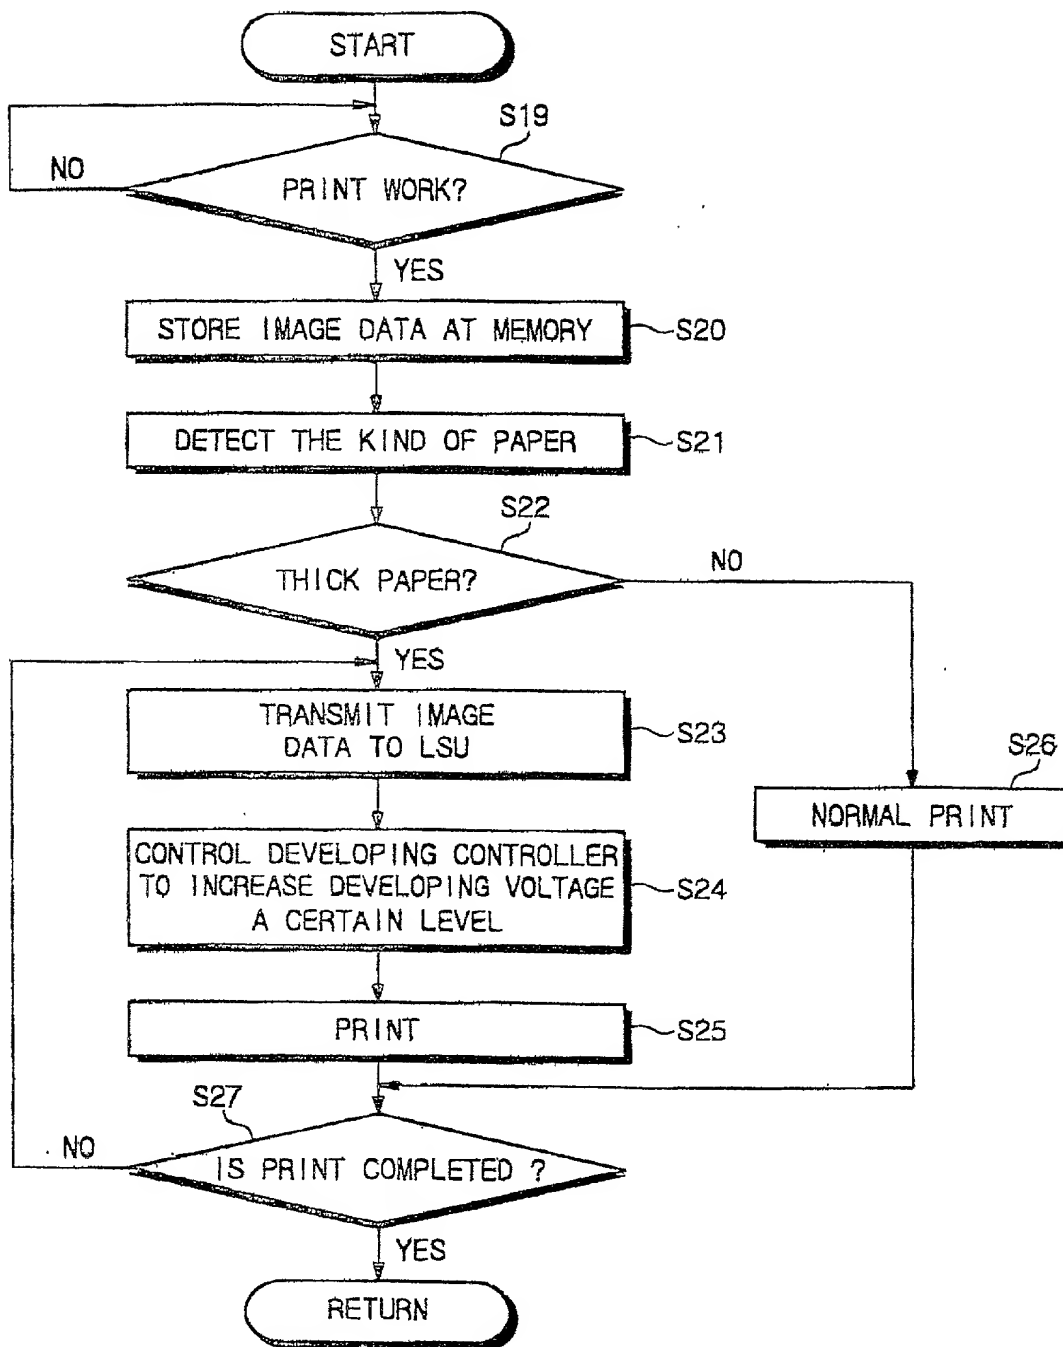 START
S19
NO
PRINT WORK?
YES
STORE IMAGE DATA AT MEMORY
S20
DETECT THE KIND OF PAPER
S21
S22
THICK PAPER?
NO
YES
TRANSMIT IMAGE
DATA TO LSU
S23
S26
NORMAL PRINT
CONTROL DEVELOPING CONTROLLER
TO INCREASE DEVELOPING VOLTAGE
A CERTAIN LEVEL
S24
PRINT
S25
S27
NO
IS PRINT COMPLETED ?
YES
RETURN